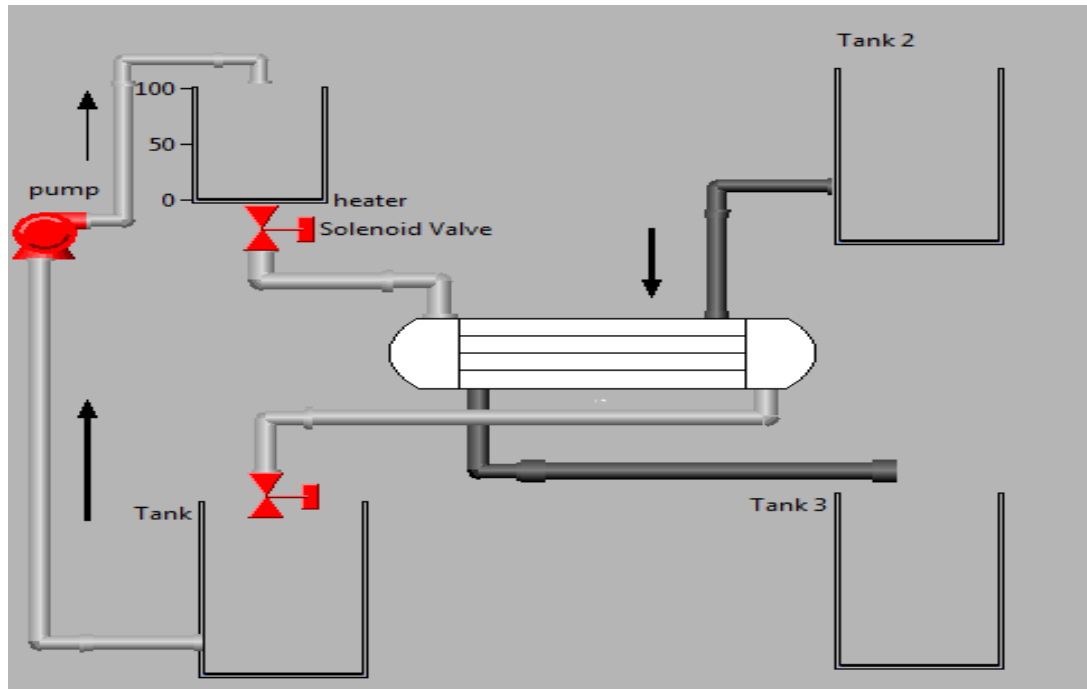 Tank 2
100
50
pump
0
heater
Solenoid Valve
Tank
Tank 3